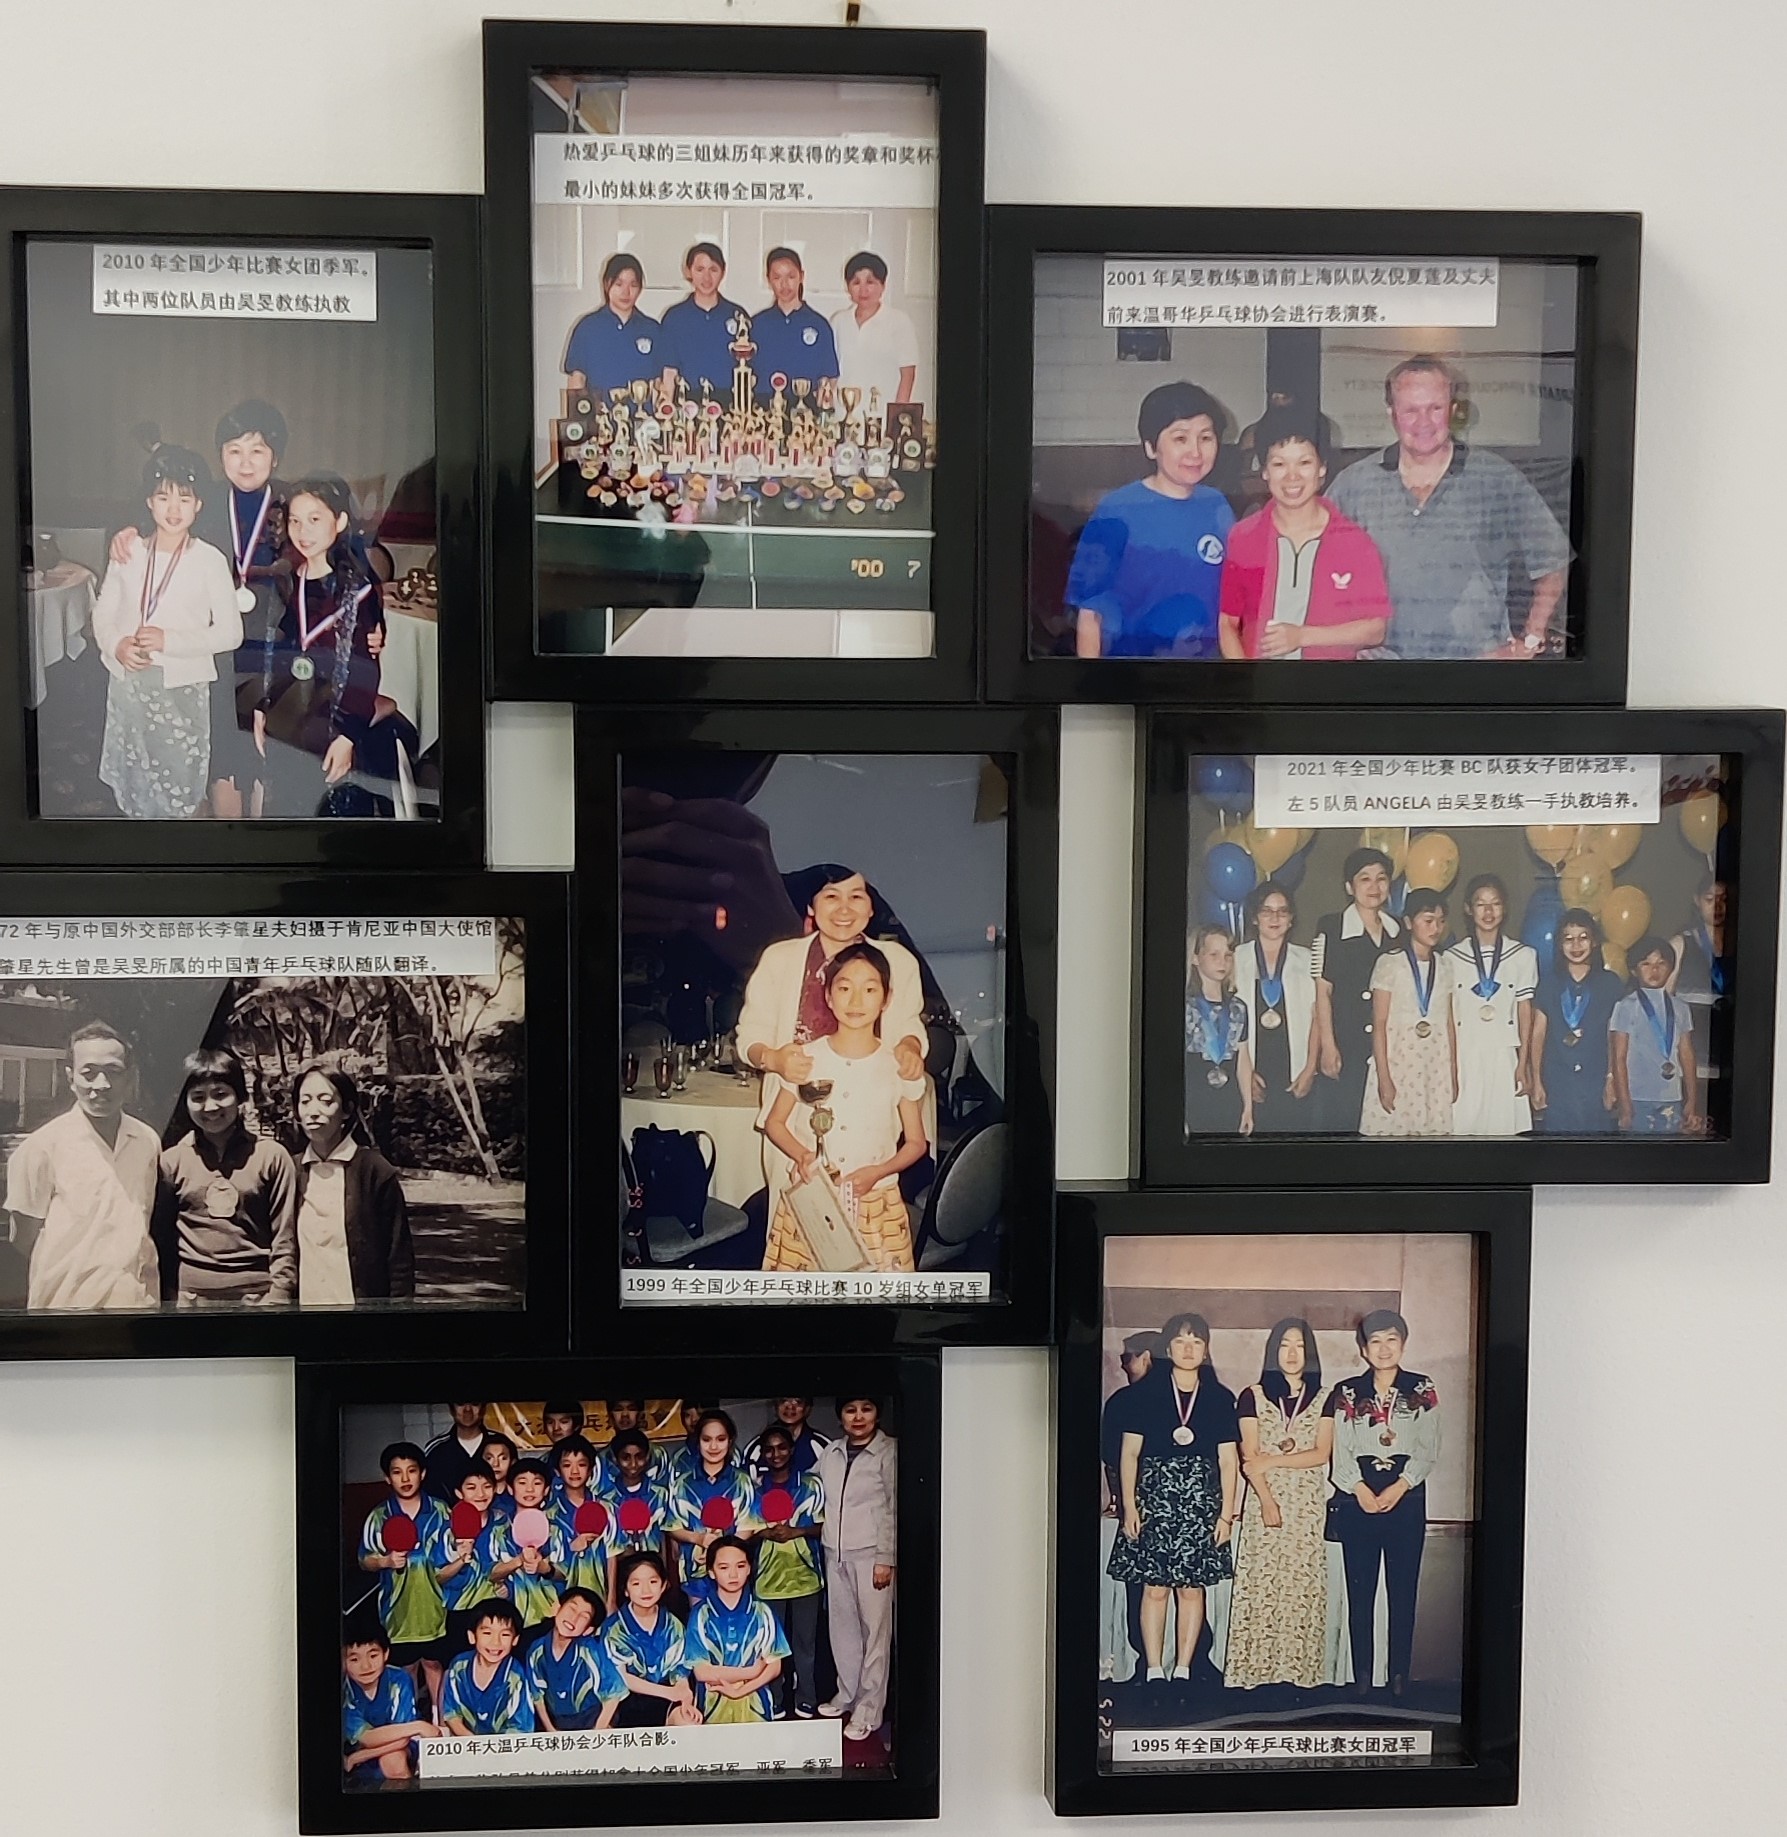 热爱乒乓球的三姐妹历年来获得的奖章和奖杯
最小的妹妹多次获得全国冠军。
'00 7
2010 年全国少年比赛女团季军。
其中两位队员由吴旻教练执教
2001 年吴旻教练邀请前上海队队友倪夏莲及丈夫
前来温哥华乒乓球协会进行表演赛。
72 年与原中国外交部部长李肇星夫妇摄于肯尼亚中国大使馆
肇星先生曾是吴旻所属的中国青年乒乓球队随队翻译。
1999 年全国少年乒乓球比赛 10 岁组女单冠军
2021 年全国少年比赛 BC 队获女子团体冠军。
左 5 队员 ANGELA 由吴旻教练一手执教培养。
2010 年大温乒乓球协会少年队合影。
全国少年冠军 亚军 季军
1995 年全国少年乒乓球比赛女团冠军